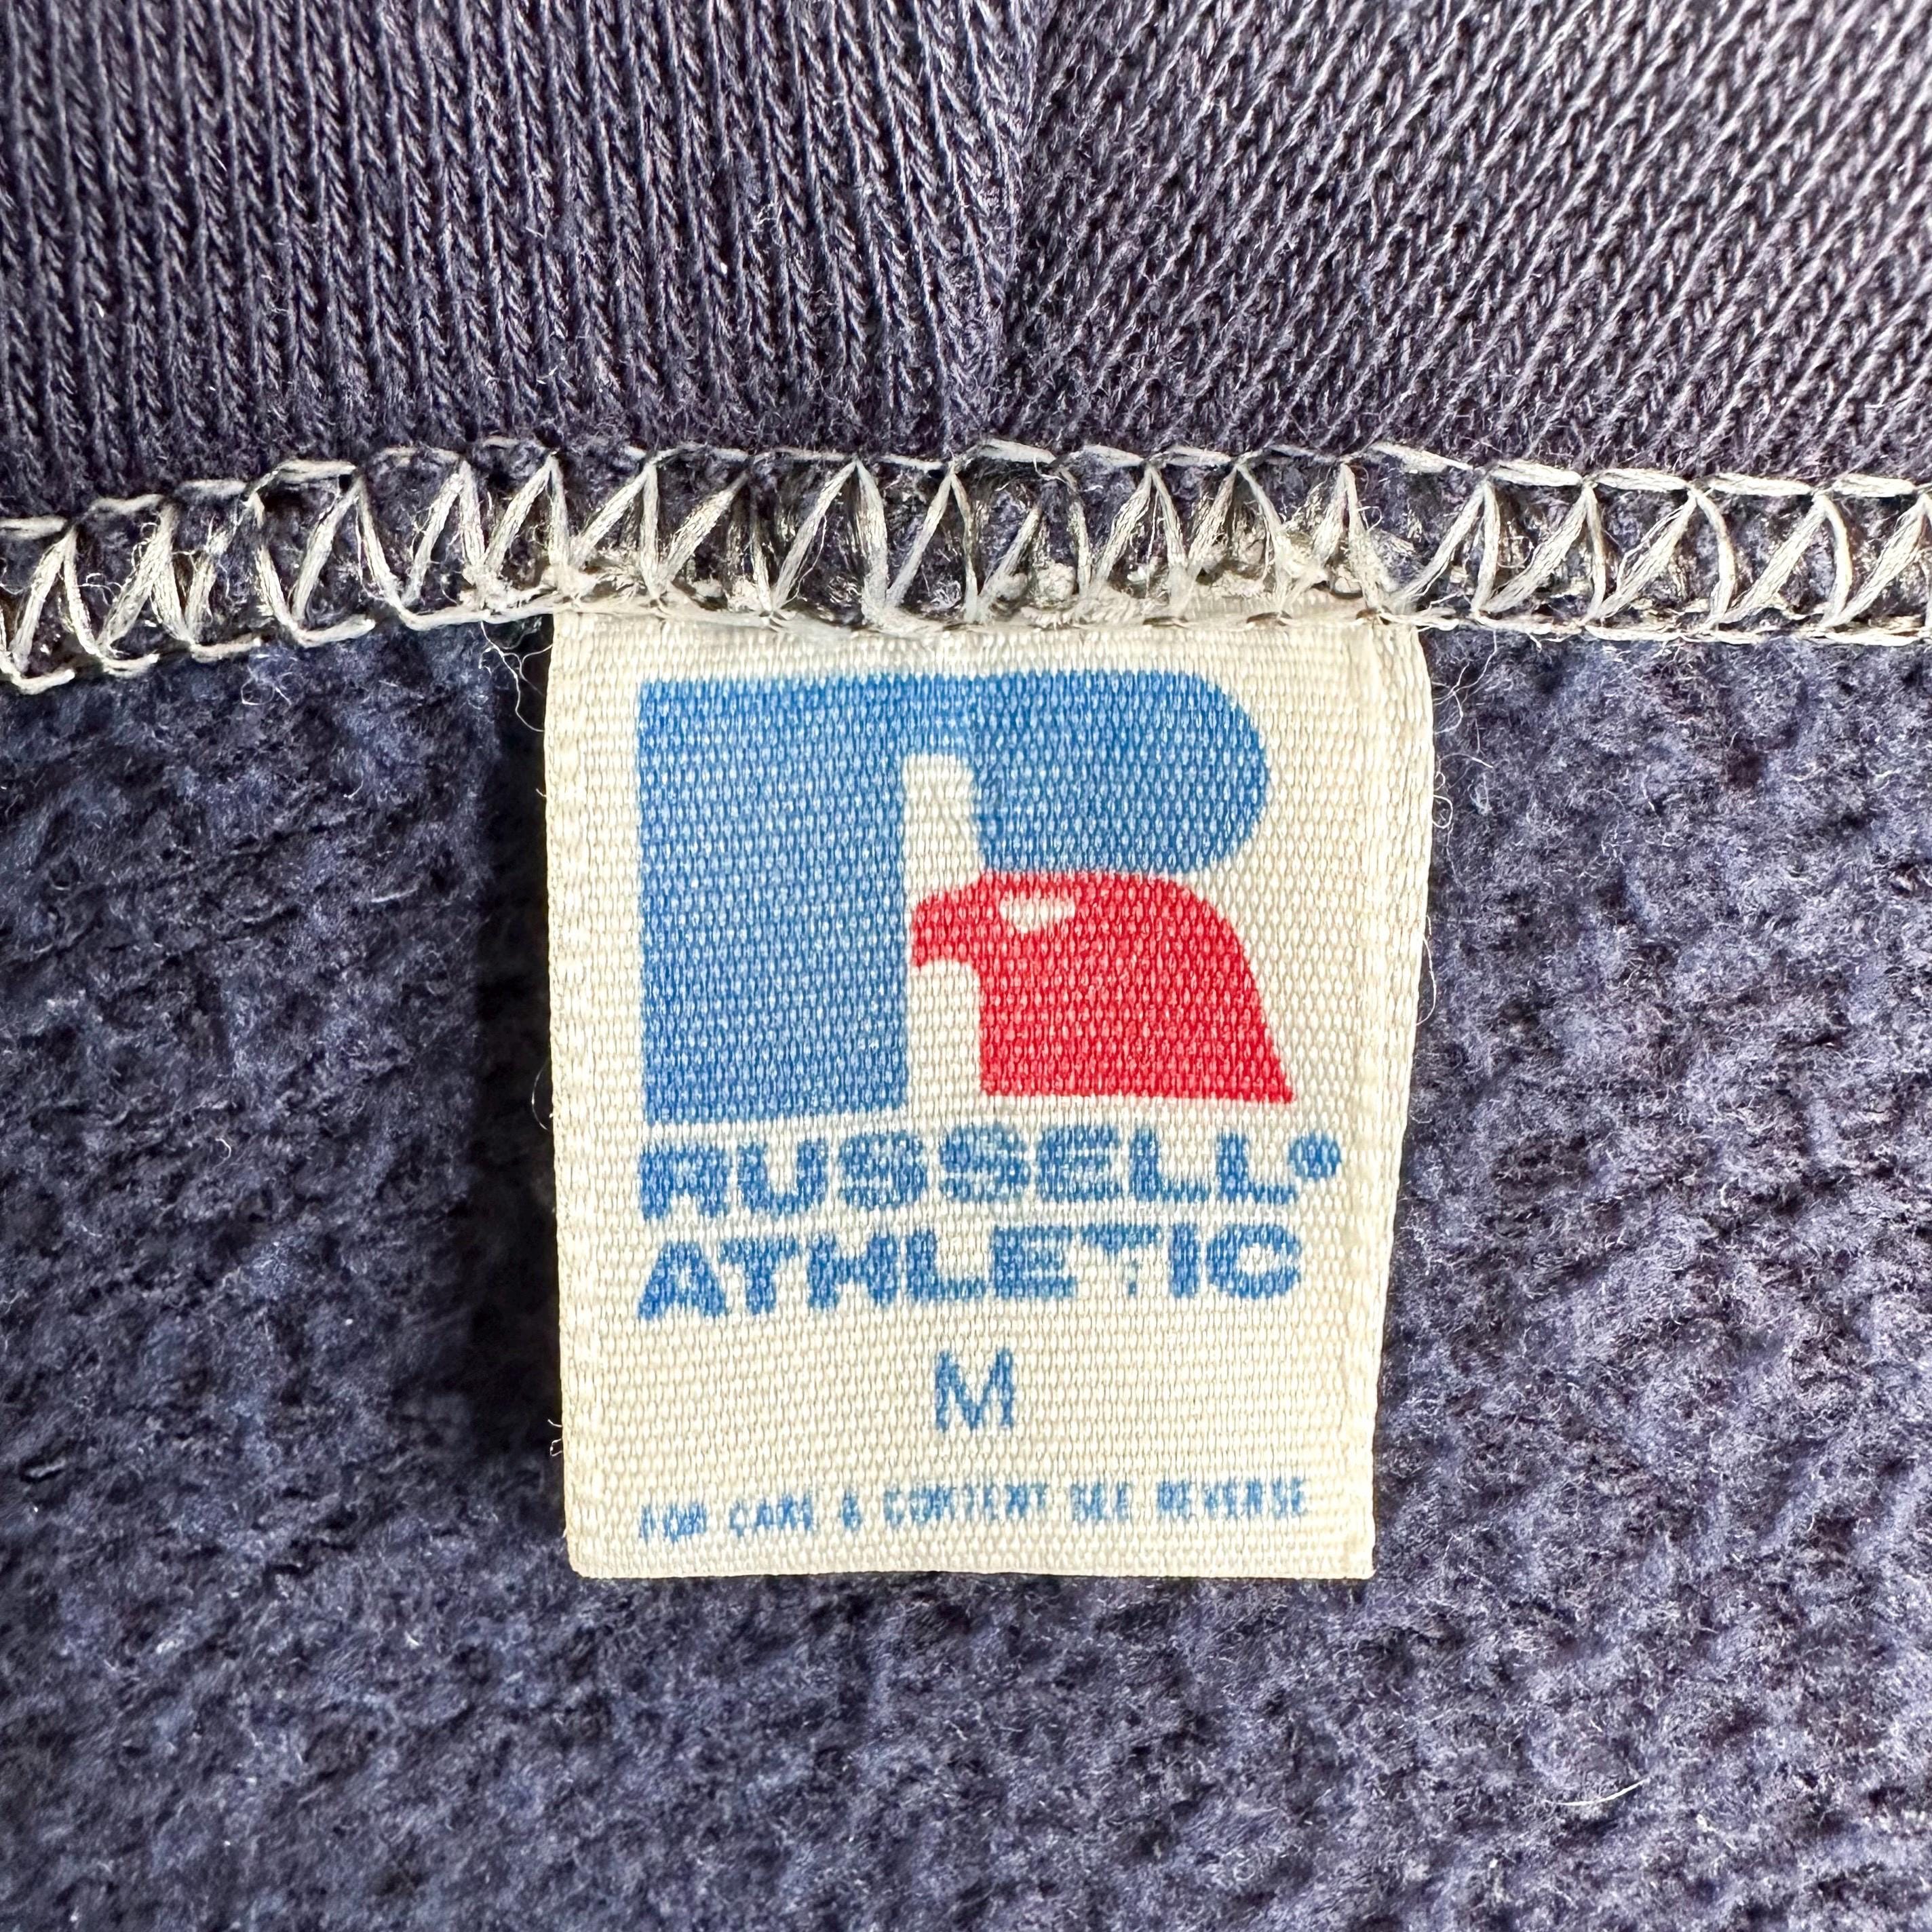 RUSSELL®
ATHLETIC
M
FOR CARE & CONTENT SEE REVERSE